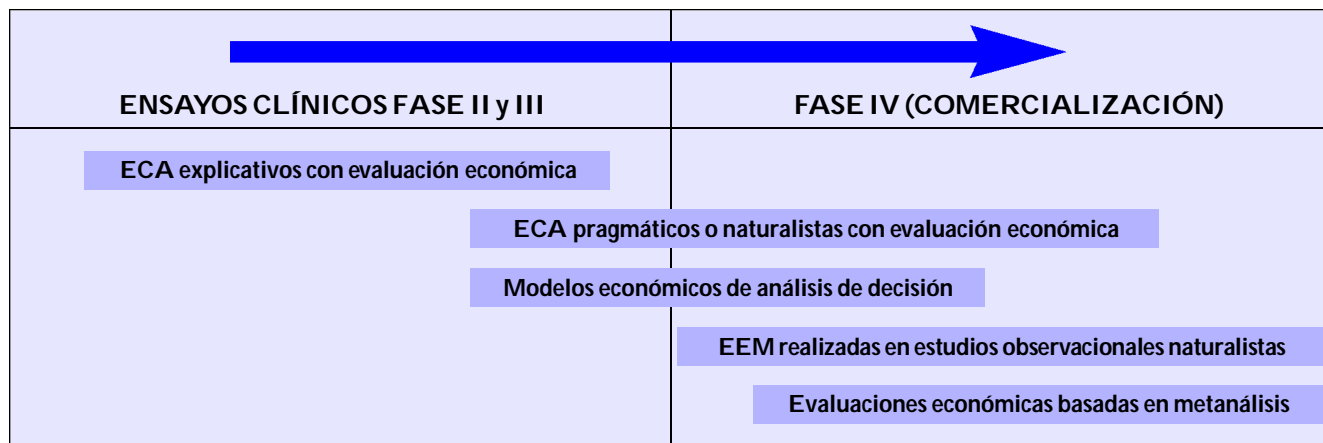 ENSAYOS CLÍNICOS FASE II y III
FASE IV (COMERCIALIZACIÓN)
ECA explicativos con evaluación económica
ECA pragmáticos o naturalistas con evaluación económica
Modelos económicos de análisis de decisión
EEM realizadas en estudios observacionales naturalistas
Evaluaciones económicas basadas en metanálisis